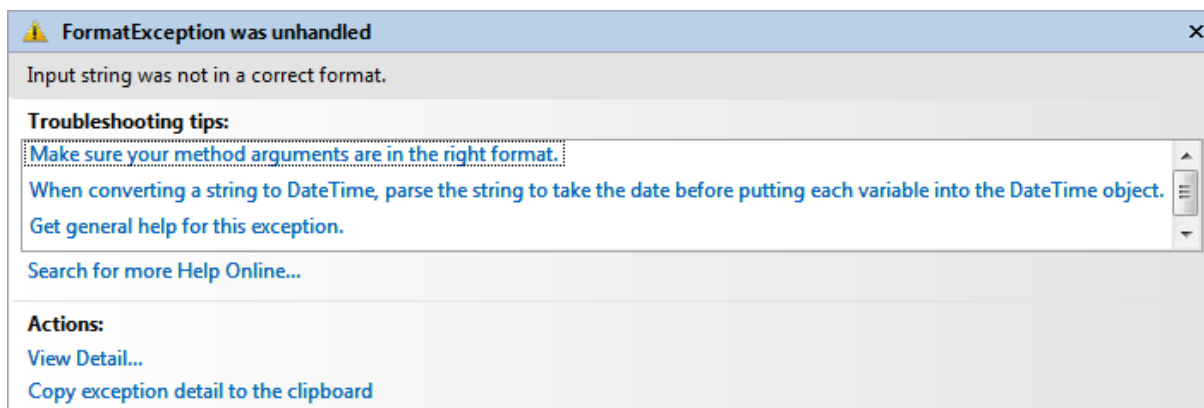 FormatException was unhandled
Input string was not in a correct format.
Troubleshooting tips:
Make sure your method arguments are in the right format.
When converting a string to DateTime, parse the string to take the date before putting each variable into the DateTime object.
Get general help for this exception.
Search for more Help Online...
Actions:
View Detail...
Copy exception detail to the clipboard